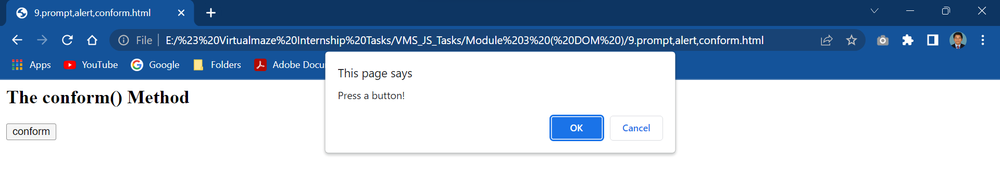 9.prompt,alert,conform.html
File E:/%23%20Virtualmaze%20Internship%20Tasks/VMS_JS_Tasks/Module%203%20(%20DOM%20)/9.prompt,alert,conform.html
Apps YouTube Google Folders Adobe Docu
This page says
Press a button!
OK Cancel
The conform() Method
conform